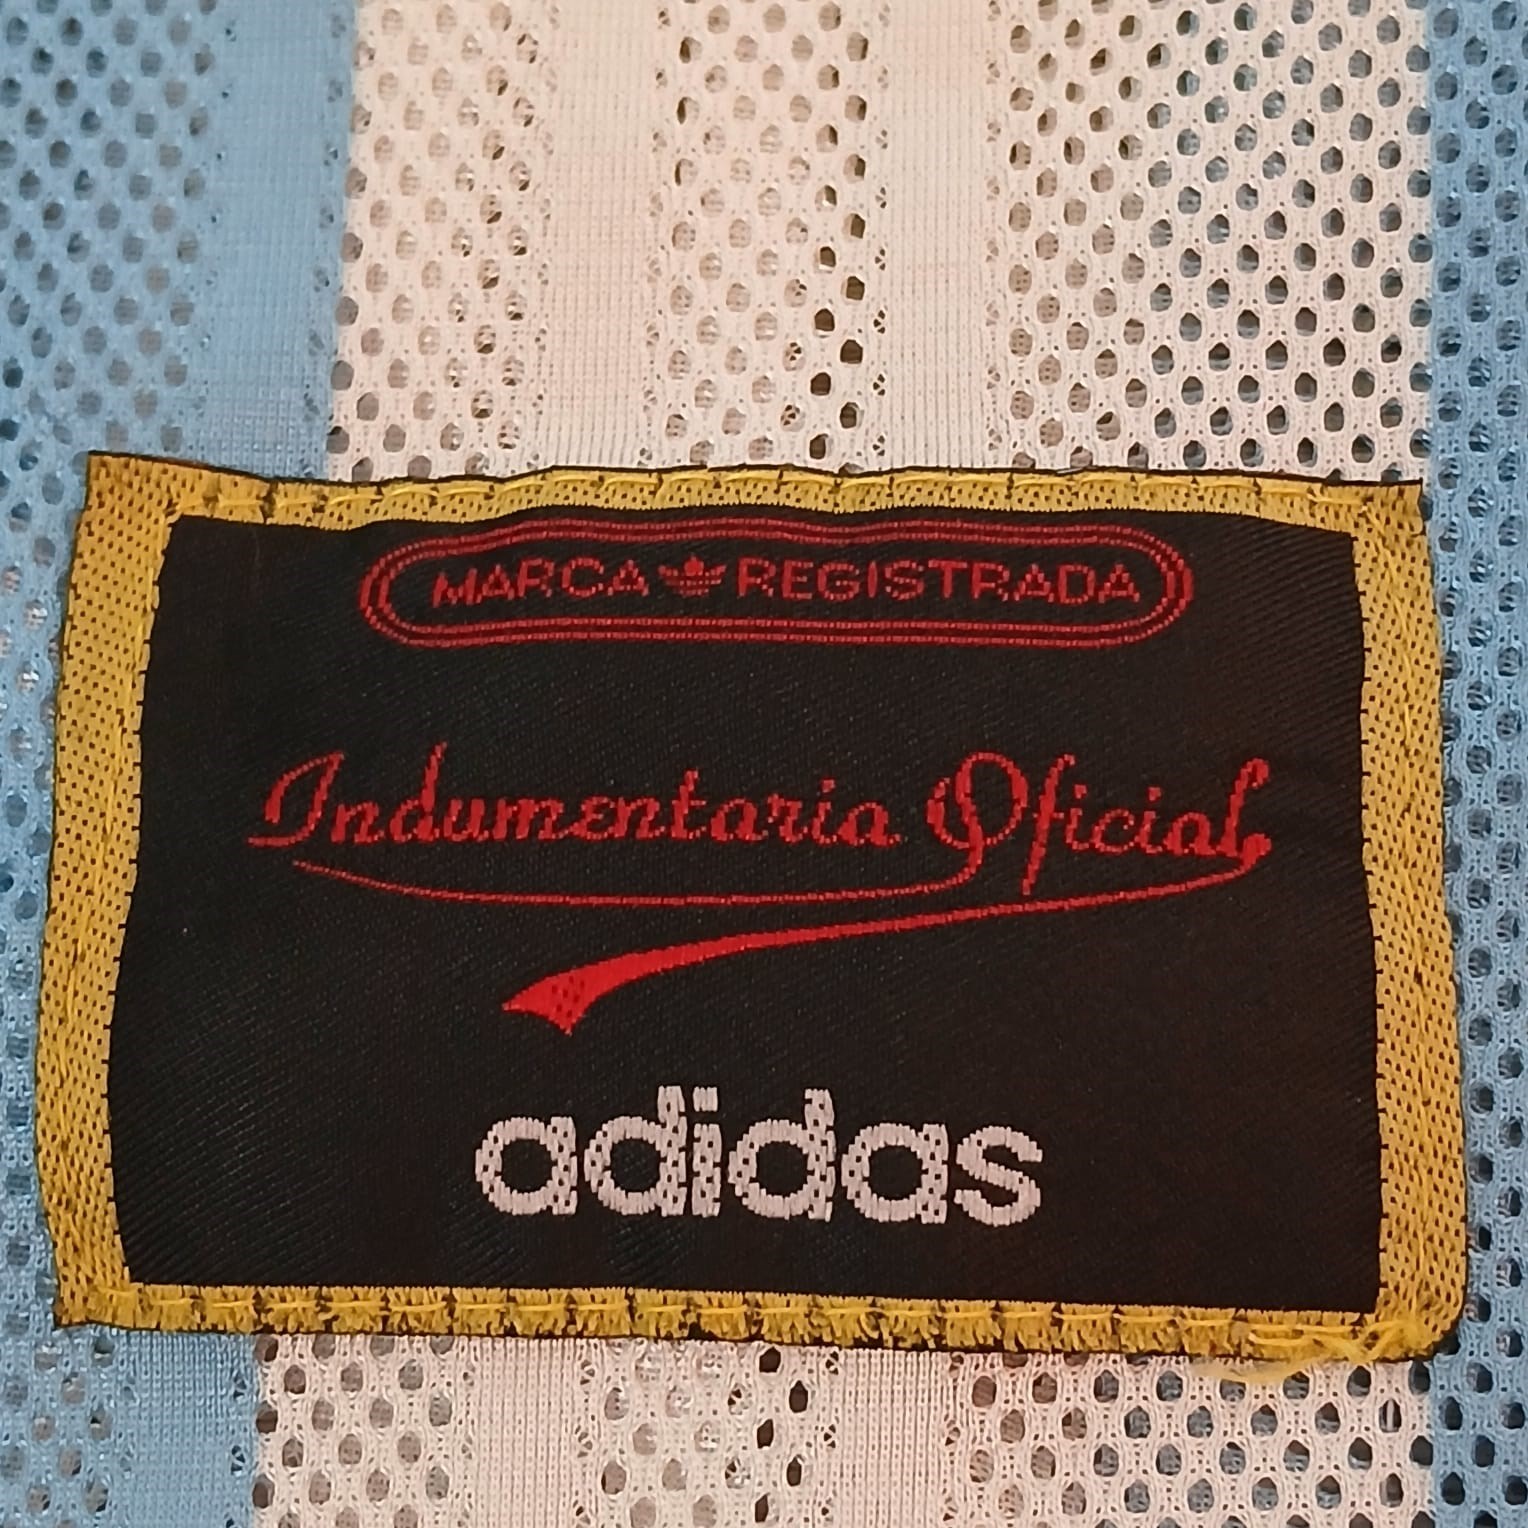 MARCA REGISTRADA
Indumentaria Oficial
adidas